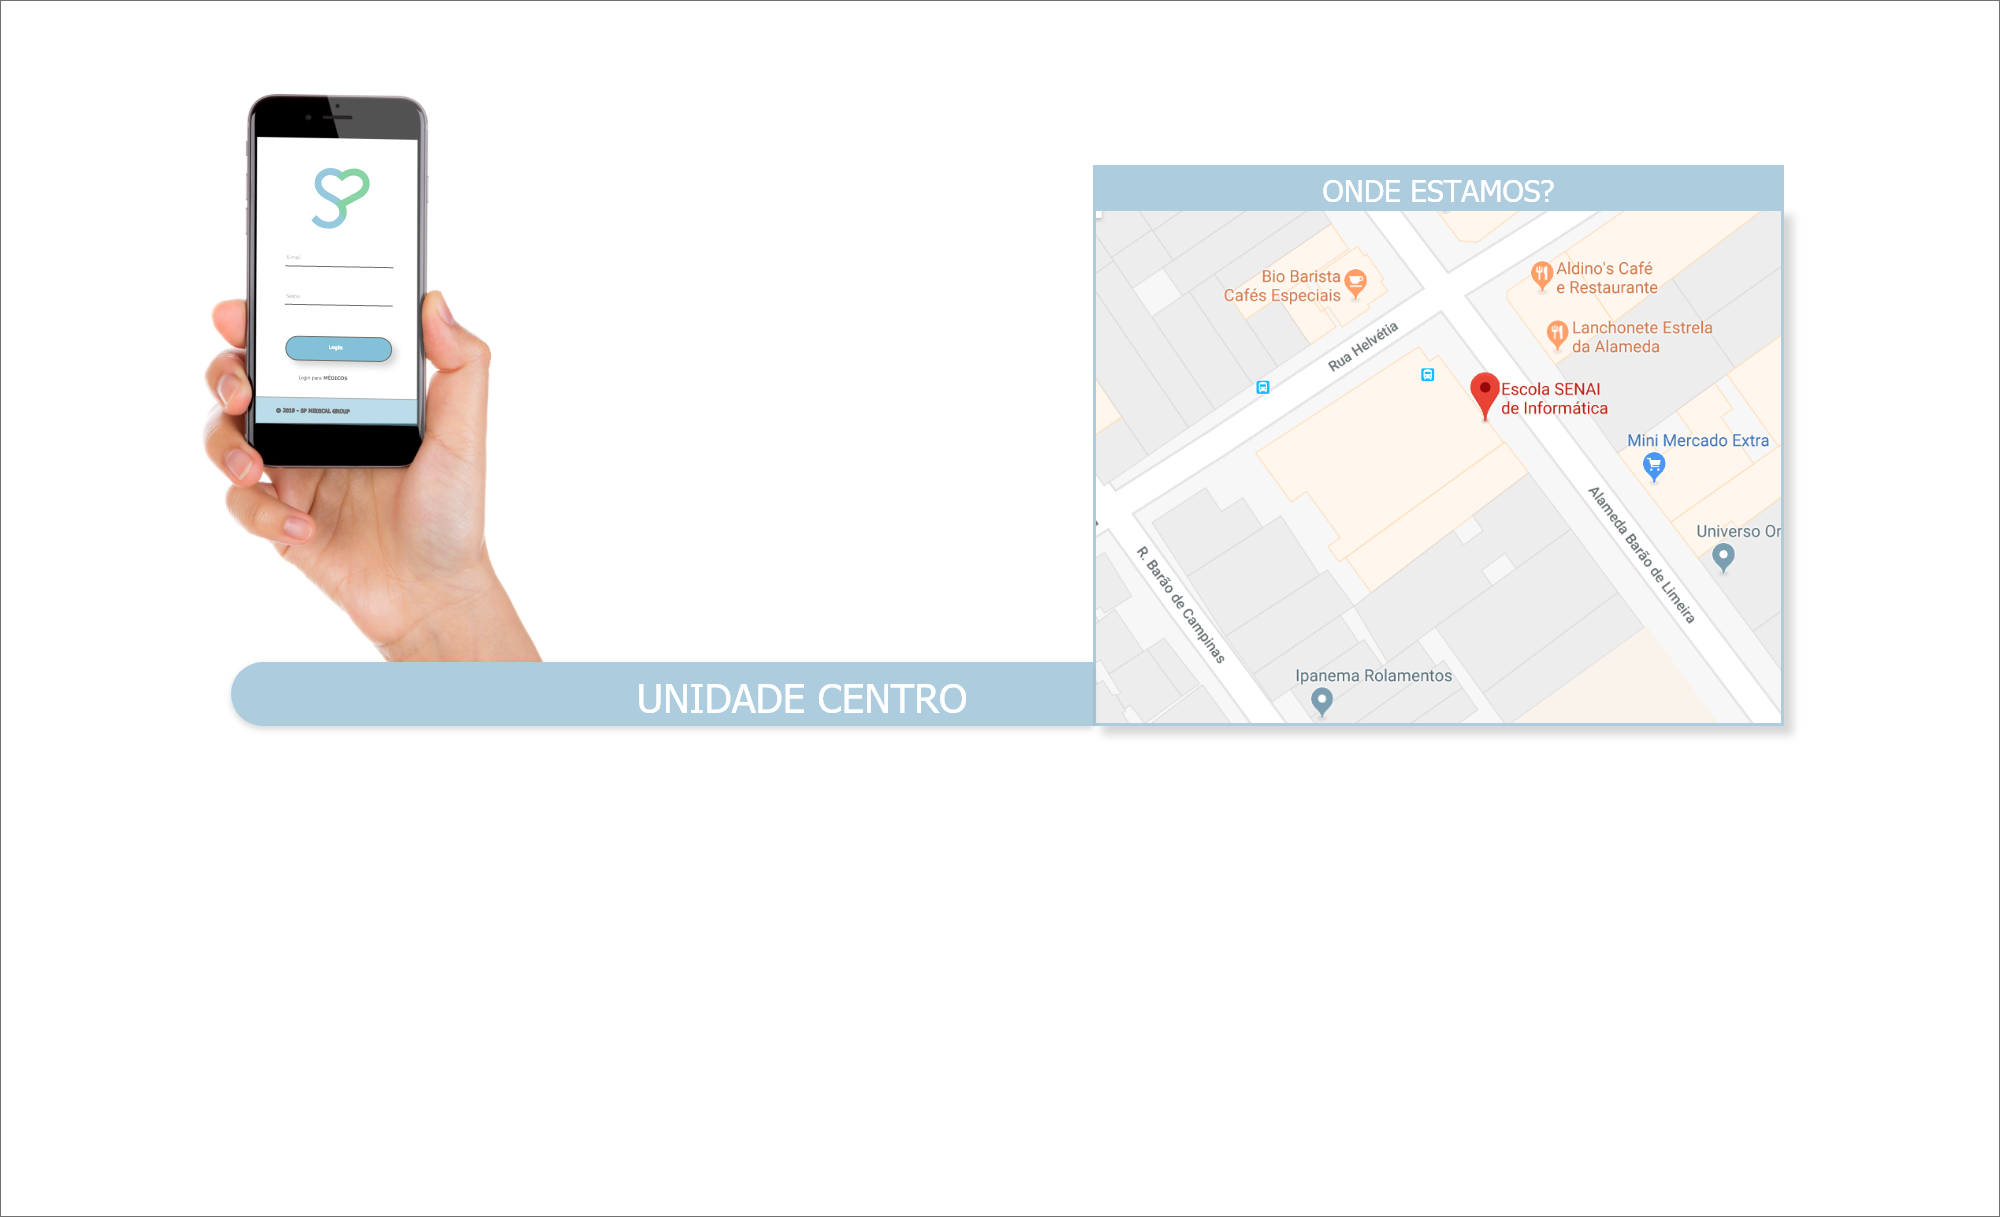 E-mail
Senha
Login
Login para MÉDICOS
© 2019 - SP MEDICAL GROUP
UNIDADE CENTRO
ONDE ESTAMOS?
Bio Barista
Cafés Especiais
Aldino's Café
e Restaurante
Lanchonete Estrela
da Alameda
Rua Helvétia
Escola SENAI
de Informática
Mini Mercado Extra
Alameda Barão de Limeira
Universo Or
R. Barão de Campinas
Ipanema Rolamentos